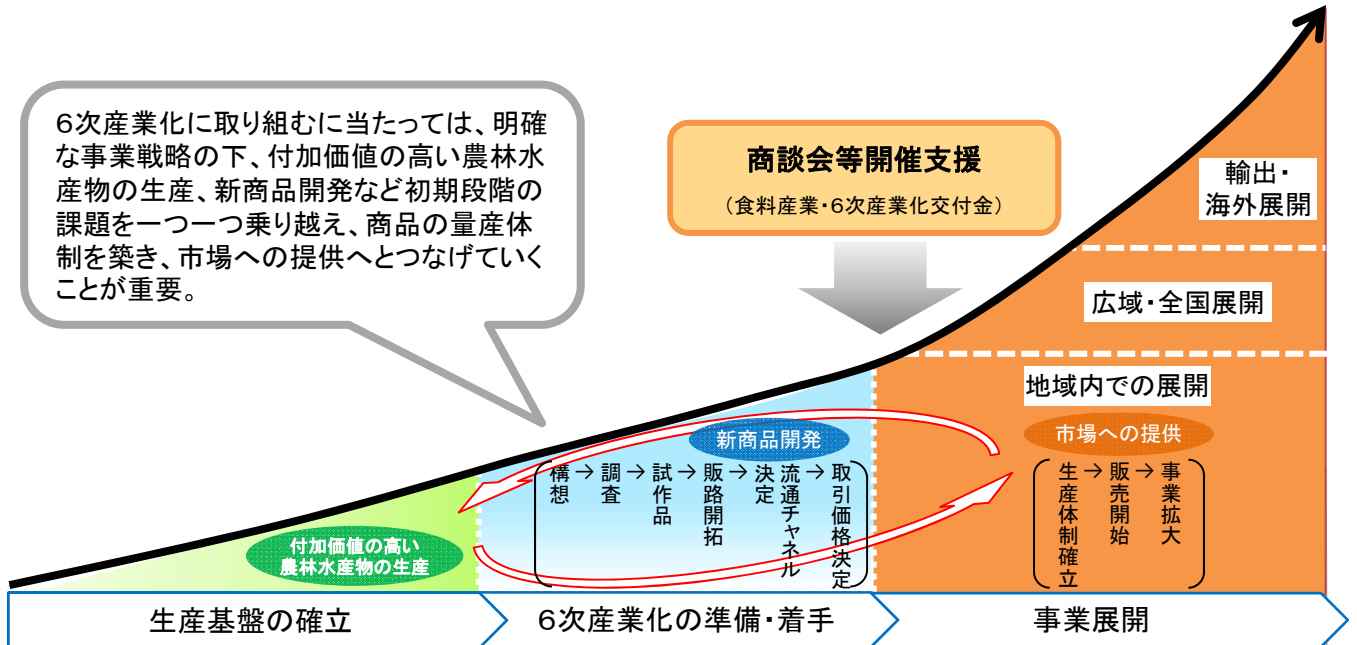 6次産業化に取り組むに当たっては、明確
な事業戦略の下、付加価値の高い農林水
産物の生産、新商品開発など初期段階の
課題を一つ一つ乗り越え、商品の量産体
制を築き、市場への提供へとつなげていく
ことが重要。
商談会等開催支援
（食料産業・6次産業化交付金）
輸出・
海外展開
広域・全国展開
地域内での展開
市場への提供
生産体制確立→販売開始→事業拡大
新商品開発
構想→調査→試作品→販路開拓→流通チャネル決定→取引価格決定
付加価値の高い
農林水産物の生産
生産基盤の確立
6次産業化の準備・着手
事業展開